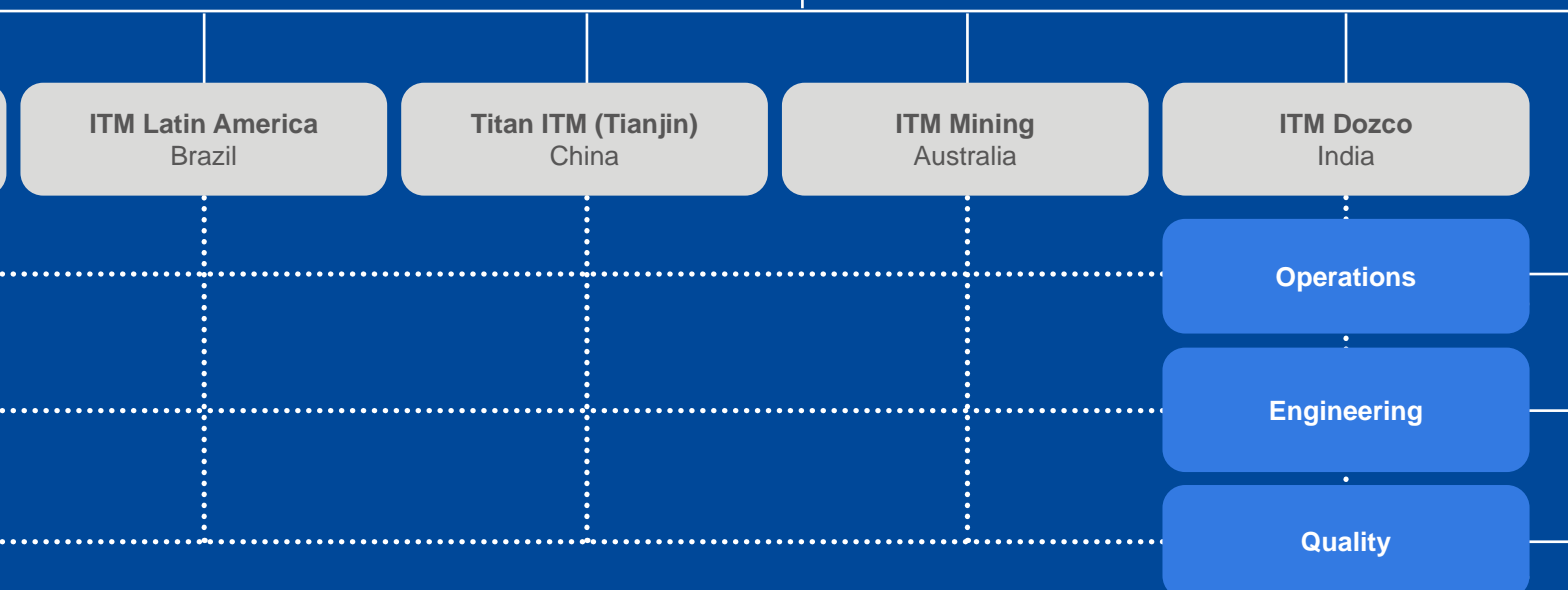 ITM Latin America
Brazil
Titan ITM (Tianjin)
China
ITM Mining
Australia
ITM Dozco
India
Operations
Engineering
Quality